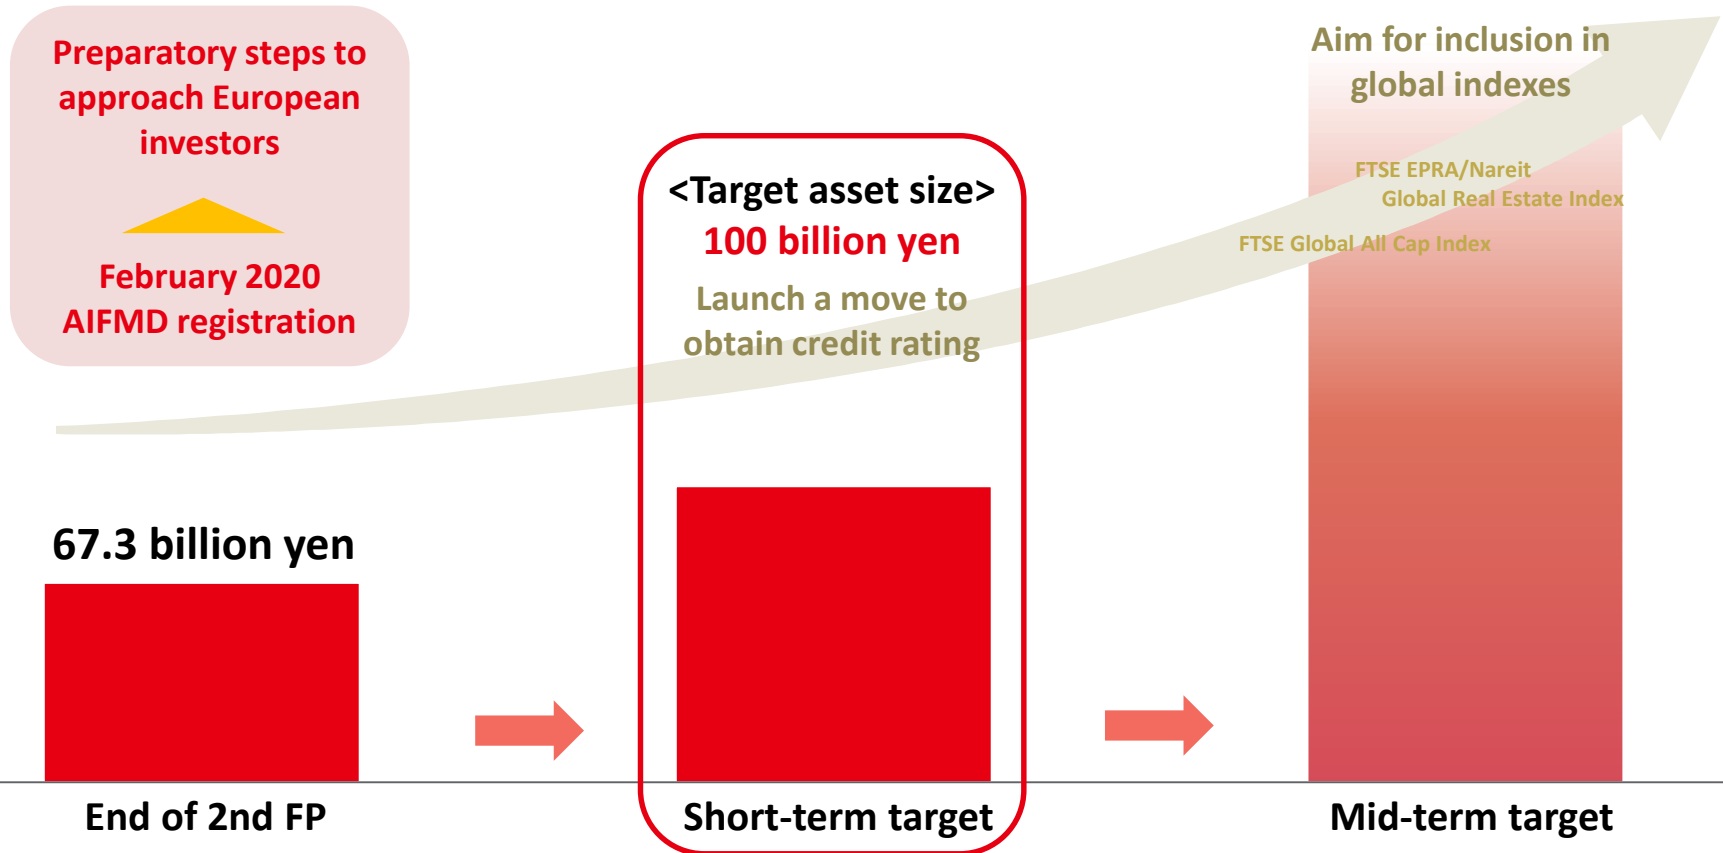 Preparatory steps to
approach European
investors
February 2020
AIFMD registration
67.3 billion yen
End of 2nd FP
<Target asset size>
100 billion yen
Launch a move to
obtain credit rating
Short-term target
Aim for inclusion in
global indexes
FTSE EPRA/Nareit
Global Real Estate Index
FTSE Global All Cap Index
Mid-term target